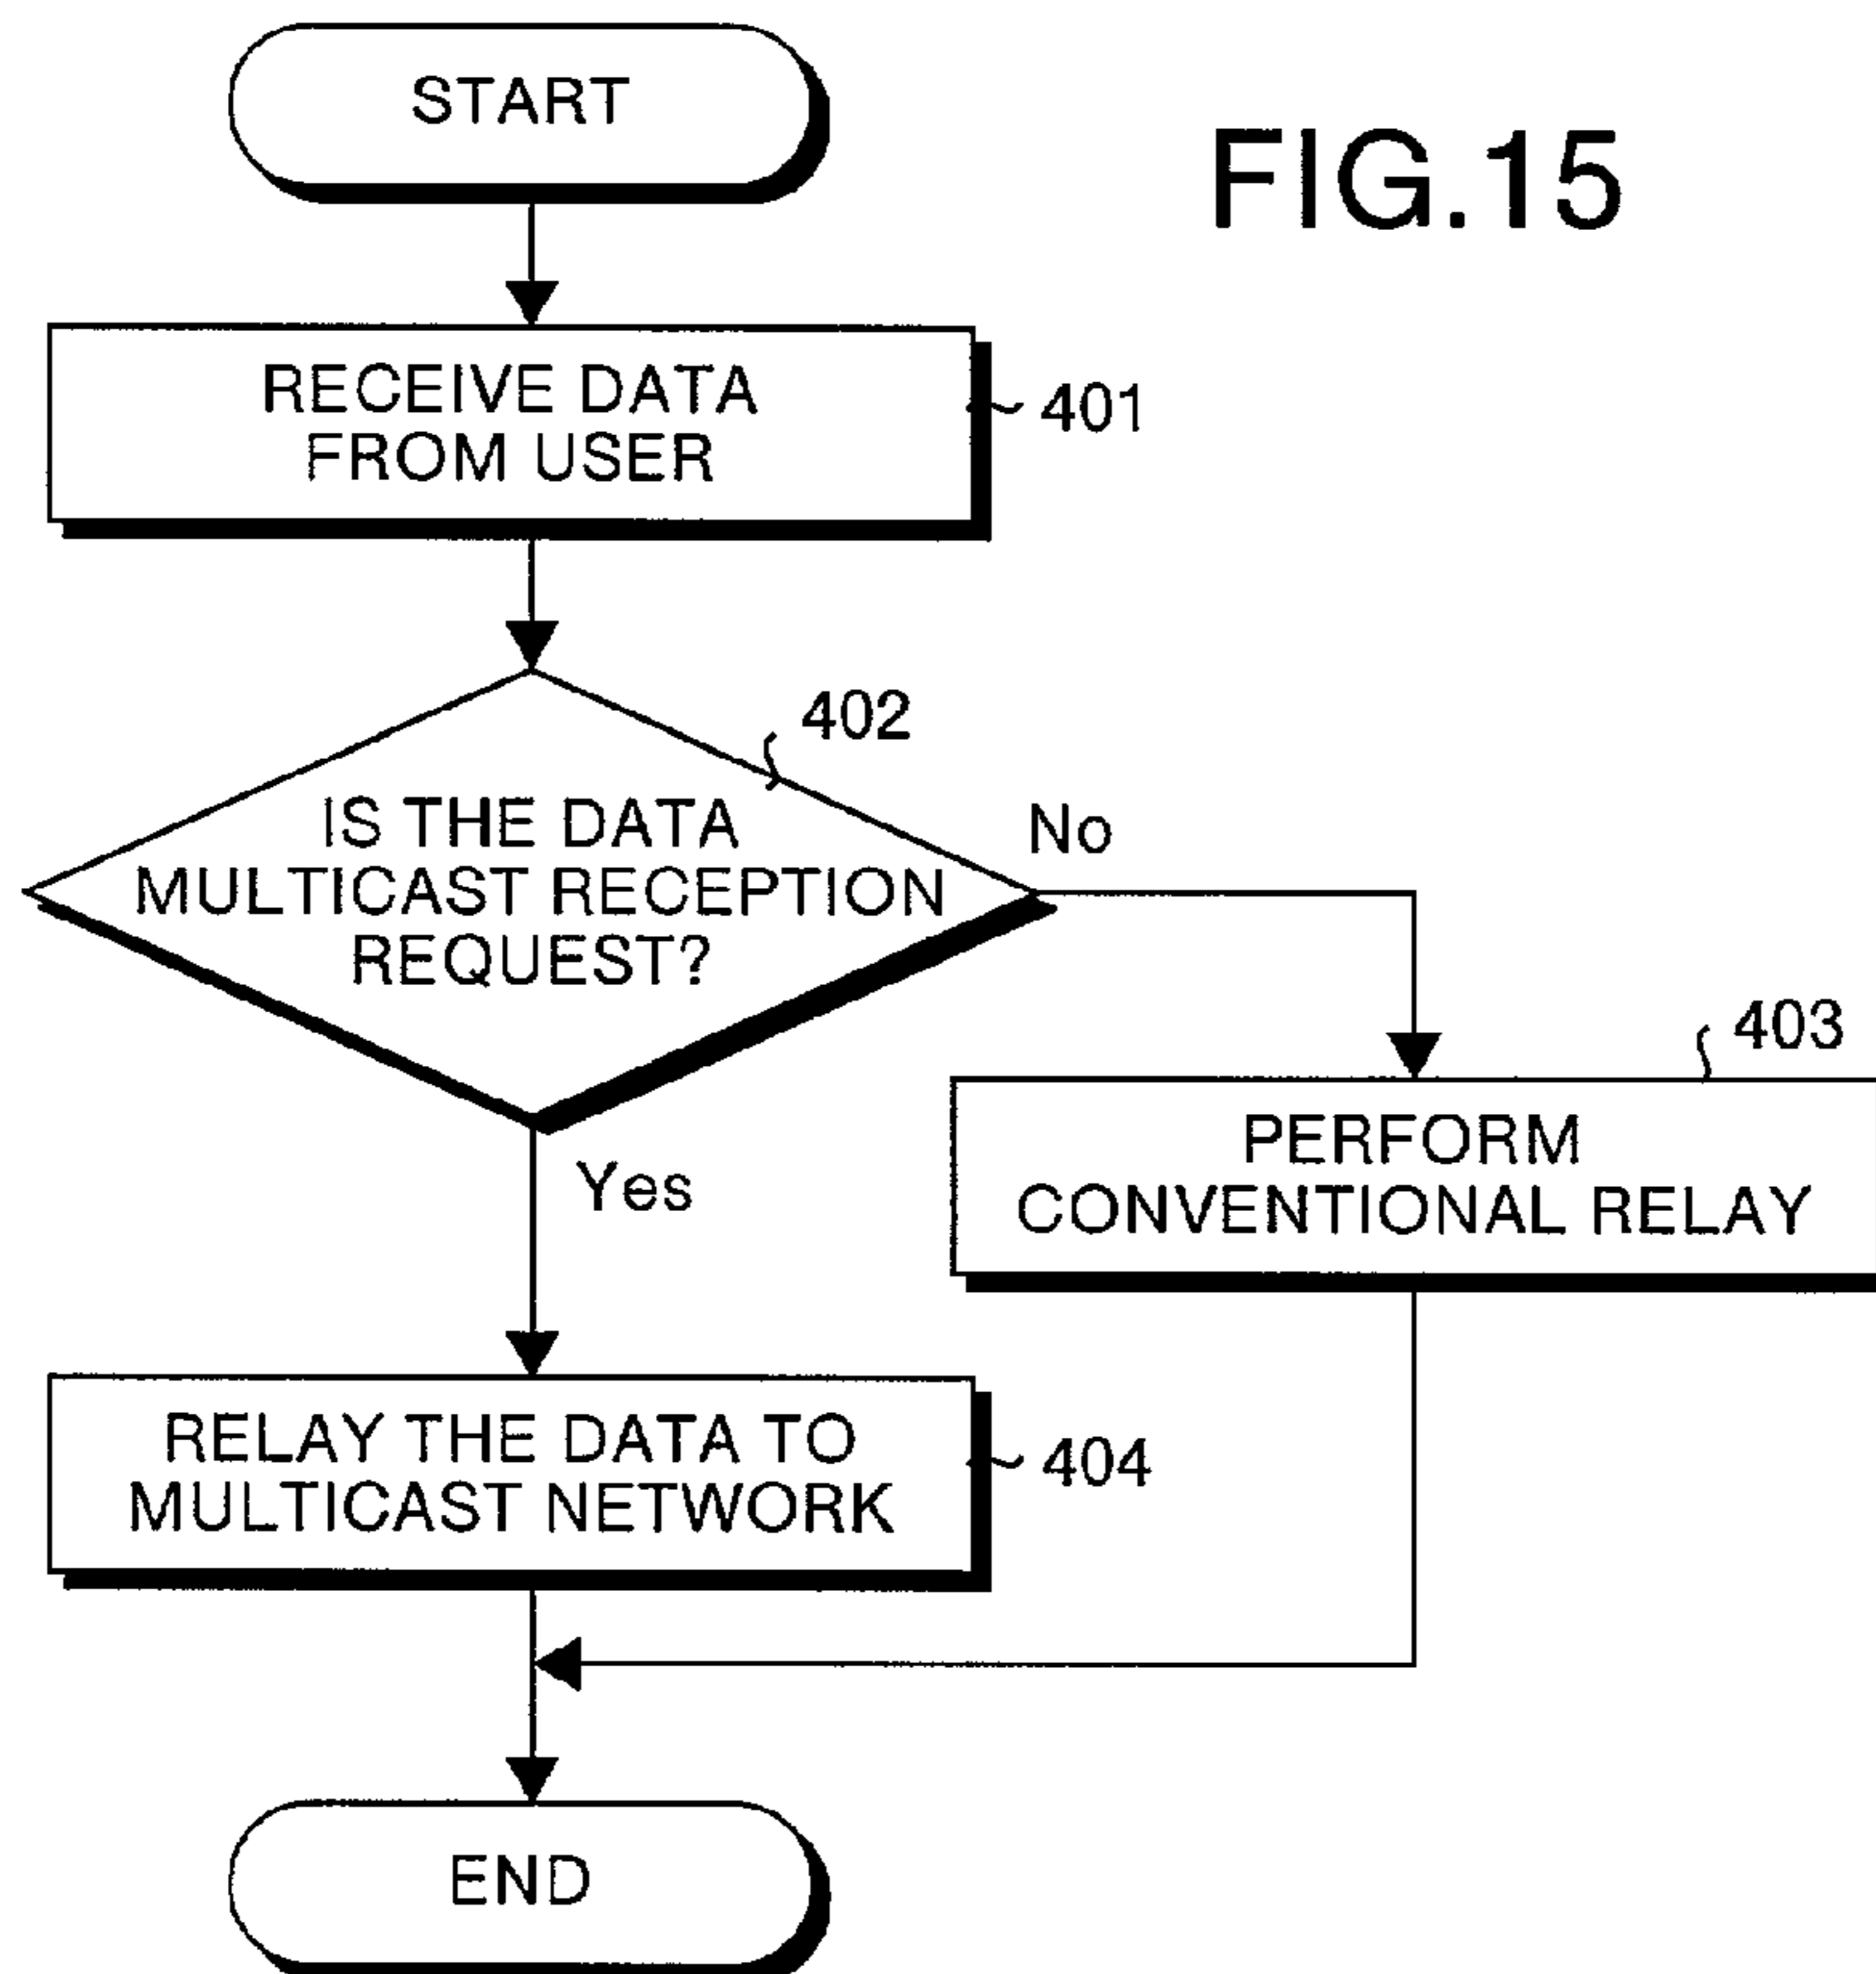 START
FIG.15
RECEIVE DATA
FROM USER
401
402
IS THE DATA
MULTICAST RECEPTION
REQUEST?
No
Yes
403
PERFORM
CONVENTIONAL RELAY
RELAY THE DATA TO
MULTICAST NETWORK
404
END